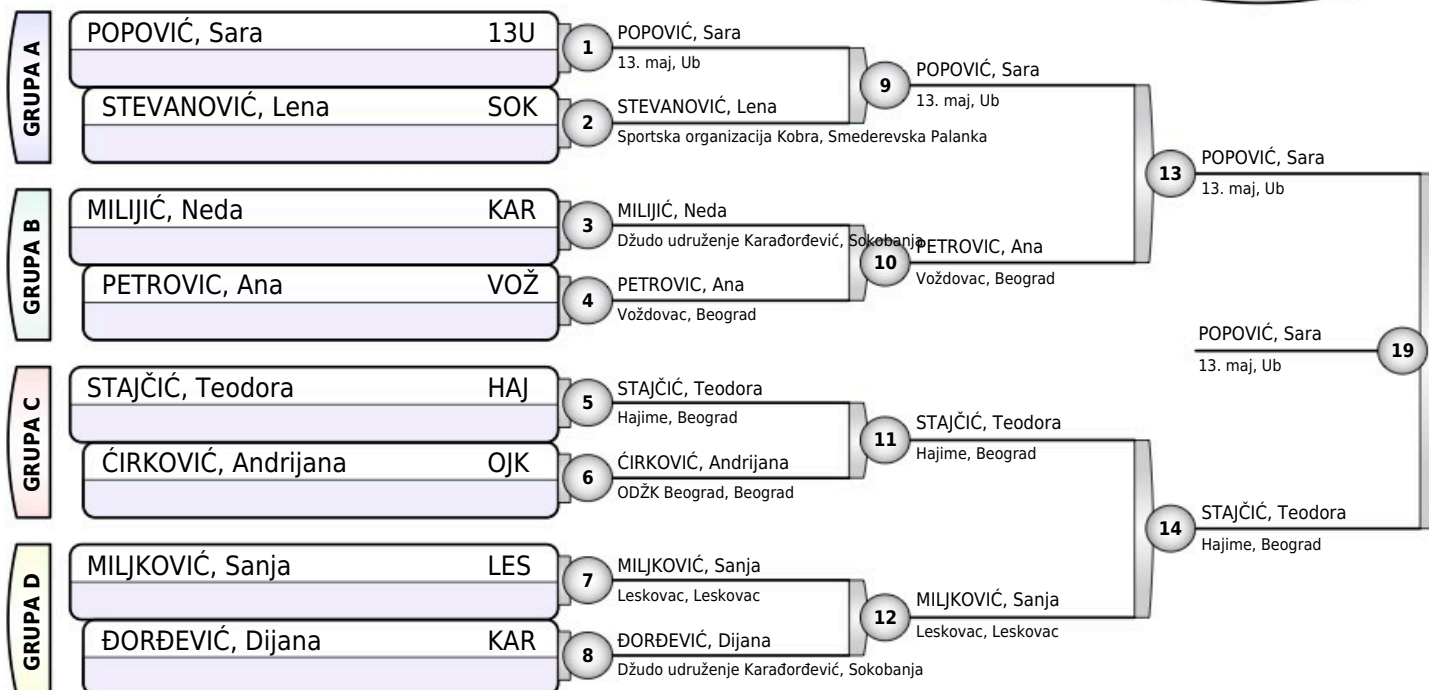 GRUPA A
POPOVIĆ, Sara 13U
STEVANOVIĆ, Lena SOK
1
POPOVIĆ, Sara
13. maj, Ub
2
STEVANOVIĆ, Lena
Sportska organizacija Kobra, Smederevska Palanka
9
POPOVIĆ, Sara
13. maj, Ub
GRUPA B
MILIJIĆ, Neda KAR
PETROVIC, Ana VOŽ
3
MILIJIĆ, Neda
Džudo udruženje Karađorđević, Sokobanja
4
PETROVIC, Ana
Voždovac, Beograd
10
PETROVIC, Ana
Voždovac, Beograd
13
POPOVIĆ, Sara
13. maj, Ub
POPOVIĆ, Sara
13. maj, Ub
19
GRUPA C
STAJČIĆ, Teodora HAJ
ĆIRKOVIĆ, Andrijana OJK
5
STAJČIĆ, Teodora
Hajime, Beograd
6
ĆIRKOVIĆ, Andrijana
ODŽK Beograd, Beograd
11
STAJČIĆ, Teodora
Hajime, Beograd
GRUPA D
MILJKOVIĆ, Sanja LES
ĐORĐEVIĆ, Dijana KAR
7
MILJKOVIĆ, Sanja
Leskovac, Leskovac
8
ĐORĐEVIĆ, Dijana
Džudo udruženje Karađorđević, Sokobanja
12
MILJKOVIĆ, Sanja
Leskovac, Leskovac
14
STAJČIĆ, Teodora
Hajime, Beograd